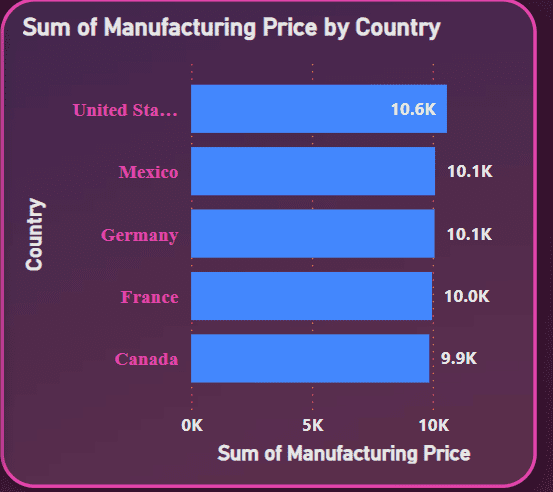 Sum of Manufacturing Price by Country
Country
United Sta...
10.6K
Mexico
10.1K
Germany
10.1K
France
10.0K
Canada
9.9K
0K 5K 10K
Sum of Manufacturing Price